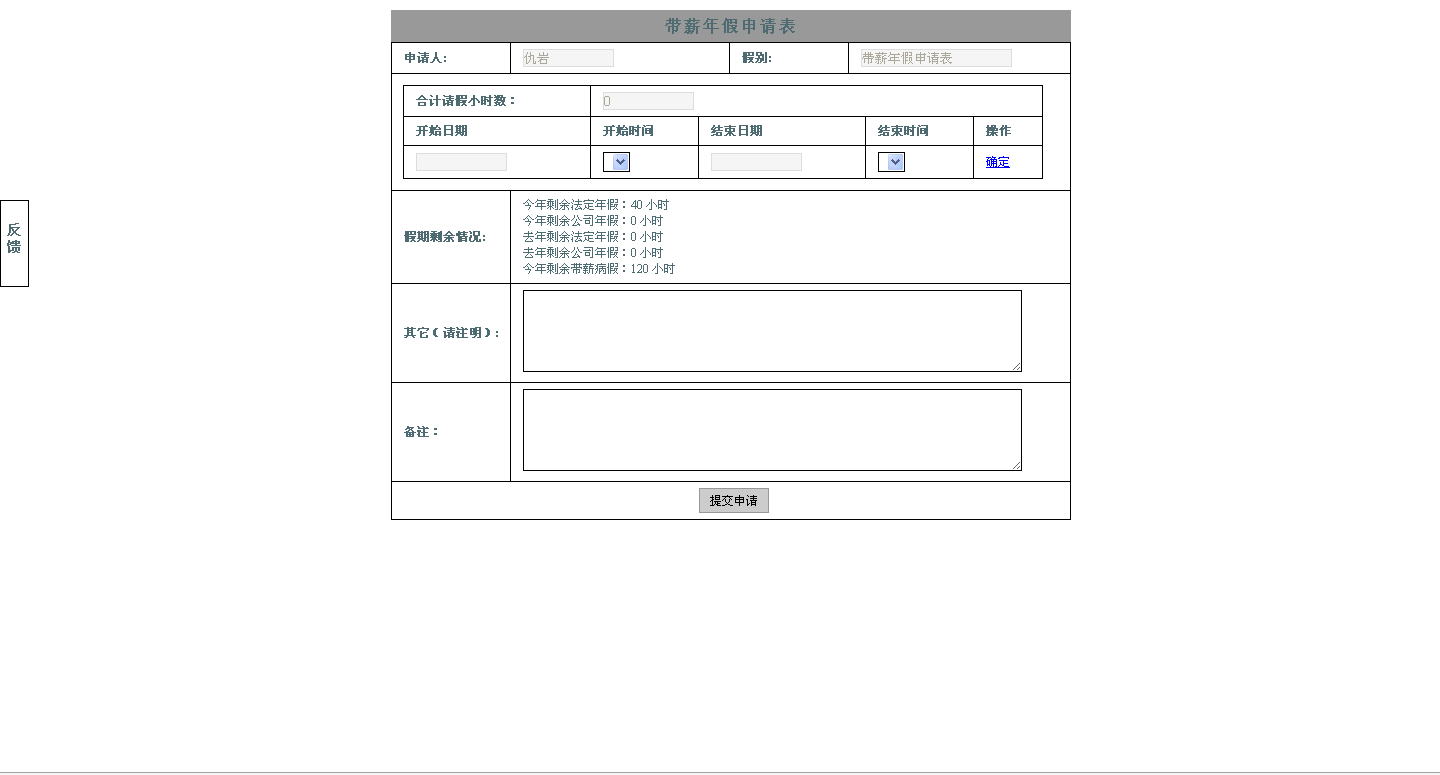 带薪年假申请表
申请人: 仇岩 假别: 带薪年假申请表
合计请假小时数： 0
开始日期 开始时间 结束日期 结束时间 操作
确定
反馈
假期剩余情况:
今年剩余法定年假：40 小时
今年剩余公司年假：0 小时
去年剩余法定年假：0 小时
去年剩余公司年假：0 小时
今年剩余带薪病假：120 小时
其它（请注明）:
备注：
提交申请